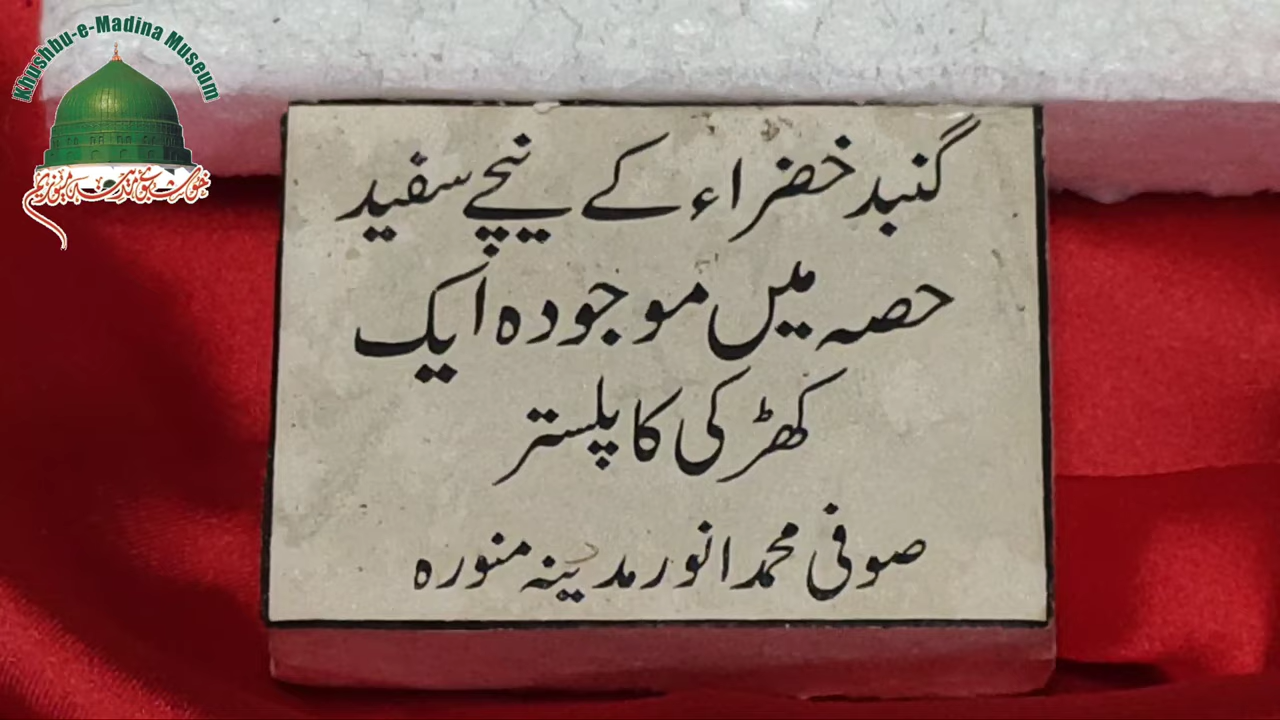 Khushbu-e-Madina Museum
گنبد خضراء کے نیچے سفید
حصہ میں موجودہ ایک
کھڑکی کا پلستر
صوفی محمد انور مدینہ منورہ